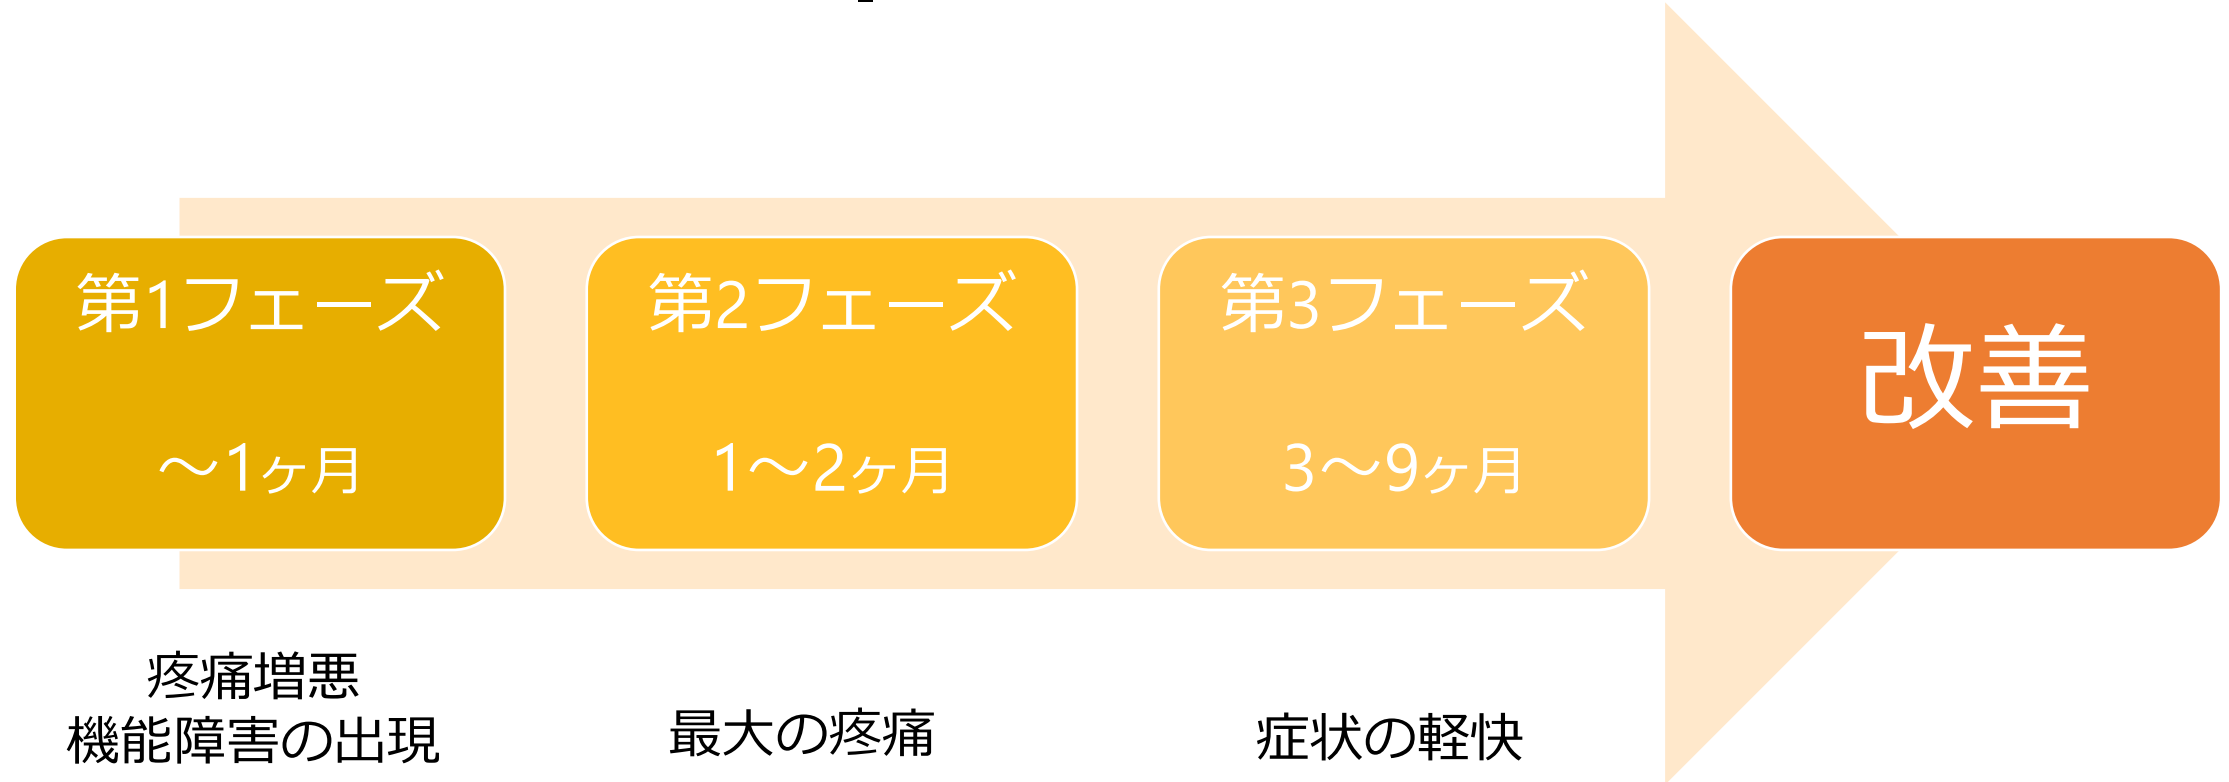 第1フェーズ
～1ヶ月
第2フェーズ
1～2ヶ月
第3フェーズ
3～9ヶ月
改善
疼痛増悪
機能障害の出現
最大の疼痛
症状の軽快